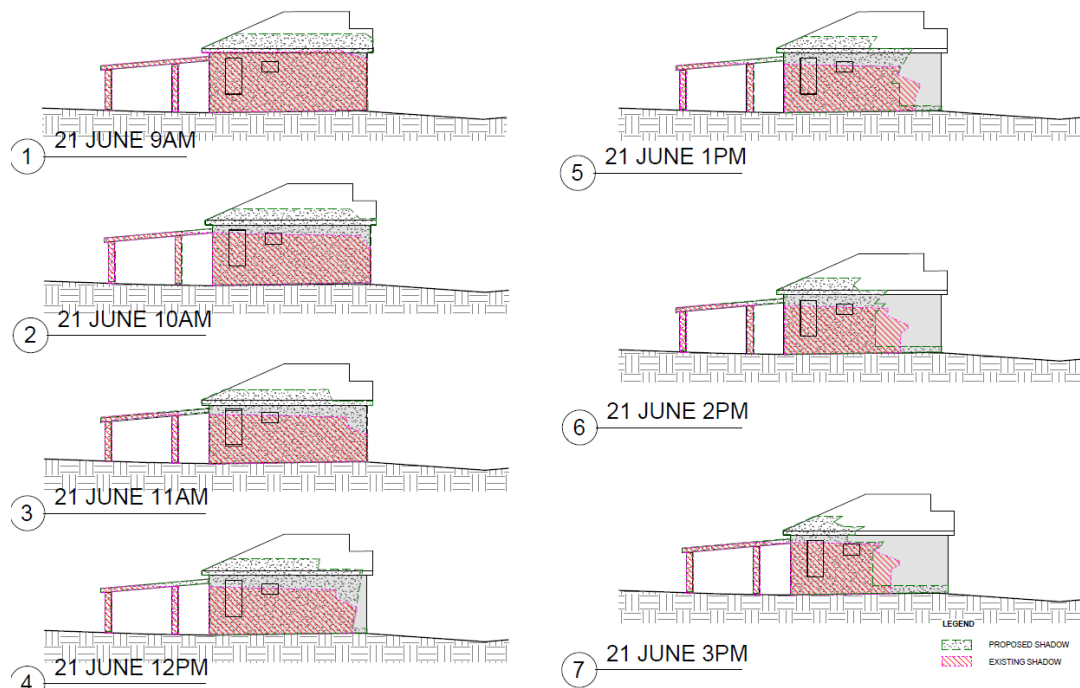 1 21 JUNE 9AM
2 21 JUNE 10AM
3 21 JUNE 11AM
4 21 JUNE 12PM
5 21 JUNE 1PM
6 21 JUNE 2PM
7 21 JUNE 3PM
LEGEND
PROPOSED SHADOW
EXISTING SHADOW